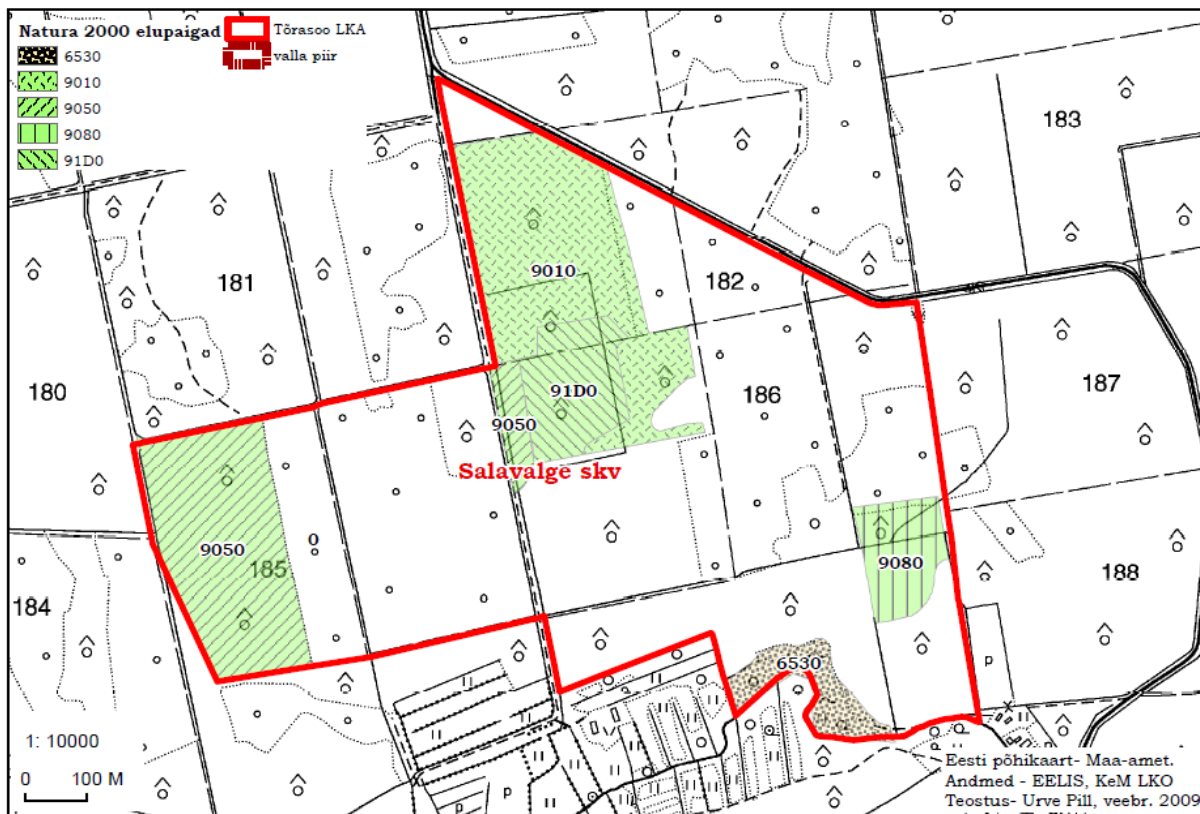 Natura 2000 elupaigad
6530
9010
9050
9080
91D0
Tõrasoo LKA
valla piir
183
181
9010
182
180
91D0
186
187
9050
Salavalge skv
9050
185
0
184
9080
188
6530
p
1: 10000
0 100 M
p
p
Eesti põhikaart- Maa-amet.
Andmed - EELIS, KeM LKO
Teostus- Urve Pill, veebr. 2009